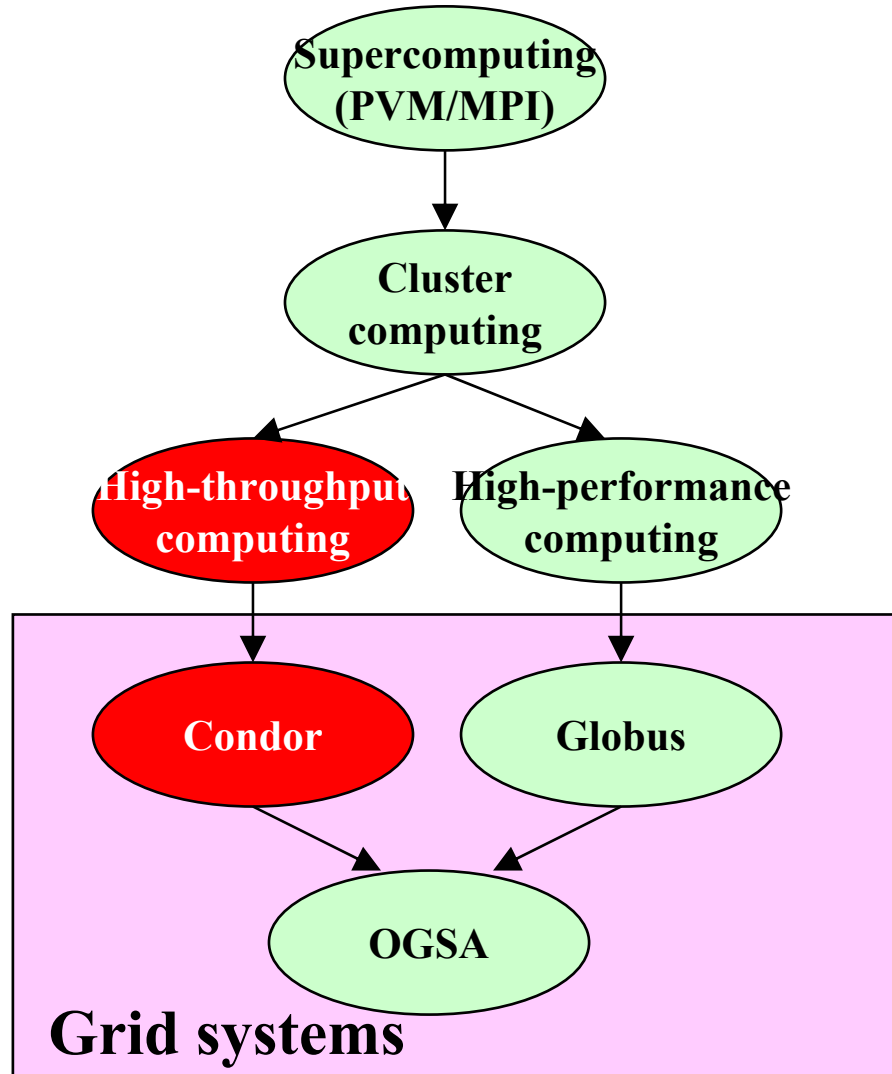 Supercomputing
(PVM/MPI)
Cluster
computing
High-throughput
computing
High-performance
computing
Condor
Globus
OGSA
Grid systems